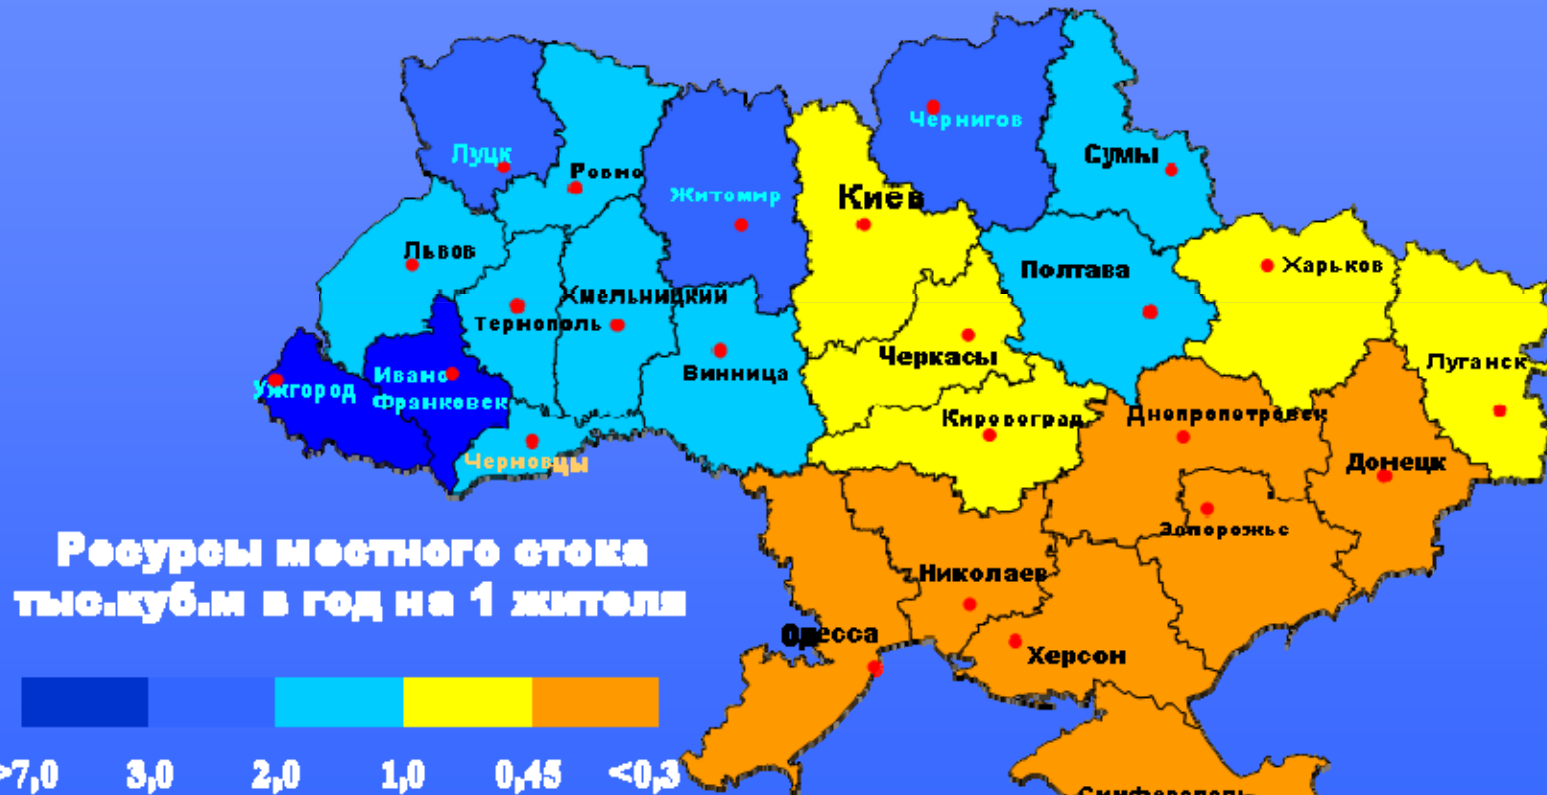 Чернигов
Луцк
Сумы
Ровно
Житомир
Киев
Львов
Полтава
Харьков
Хмельницкий
Тернополь
Черкасы
Луганск
Винница
Ужгород
Ивано
Франковск
Кировоград
Днепропетровск
Черновцы
Донецк
Запорожье
Ресурсы местного стока
тыс.куб.м в год на 1 жителя
Николаев
Одесса
Херсон
>7,0 3,0 2,0 1,0 0,45 <0,3
Симферополь